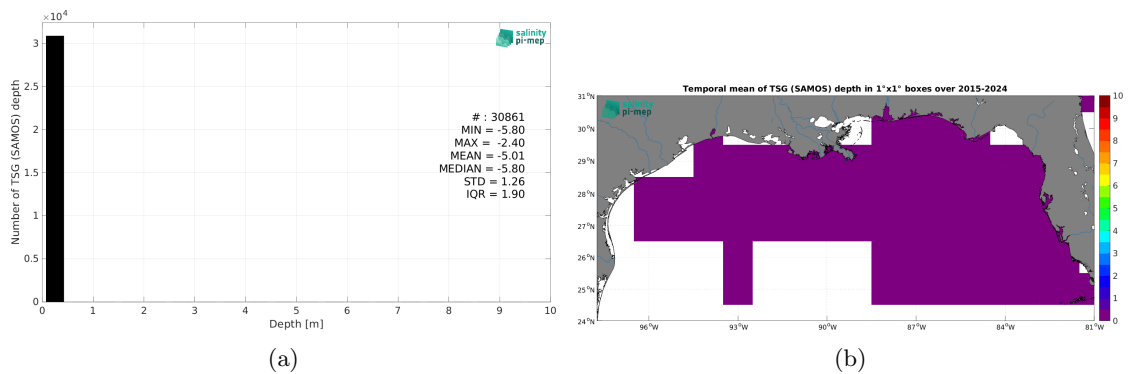 ×10⁴
3
2.5
2
1.5
1
0.5
0
Number of TSG (SAMOS) depth
0 1 2 3 4 5 6 7 8 9 10
Depth [m]
salinity
pi-mep
# : 30861
MIN = -5.80
MAX = -2.40
MEAN = -5.01
MEDIAN = -5.80
STD = 1.26
IQR = 1.90
(a)
Temporal mean of TSG (SAMOS) depth in 1°x1° boxes over 2015-2024
salinity
pi-mep
31°N
30°N
29°N
28°N
27°N
26°N
25°N
24°N
96°W 93°W 90°W 87°W 84°W 81°W
10
9
8
7
6
5
4
3
2
1
0
(b)